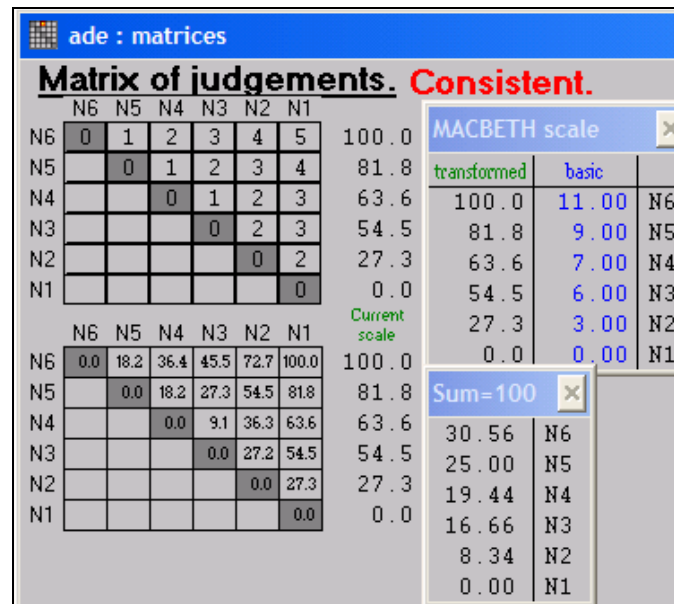 ade : matrices
Matrix of judgements. Consistent.
N6 N5 N4 N3 N2 N1
N6 0 1 2 3 4 5 100.0
N5 0 1 2 3 4 81.8
N4 0 1 2 3 63.6
N3 0 2 3 54.5
N2 0 2 27.3
N1 0 0.0
Current
scale
N6 N5 N4 N3 N2 N1
N6 0.0 18.2 36.4 45.5 72.7 100.0 100.0
N5 0.0 18.2 27.3 54.5 81.8 81.8
N4 0.0 9.1 36.3 63.6 63.6
N3 0.0 27.2 54.5 54.5
N2 0.0 27.3 27.3
N1 0.0 0.0
MACBETH scale
transformed basic
100.0 11.00 N6
81.8 9.00 N5
63.6 7.00 N4
54.5 6.00 N3
27.3 3.00 N2
0.0 0.00 N1
Sum=100
30.56 N6
25.00 N5
19.44 N4
16.66 N3
8.34 N2
0.00 N1